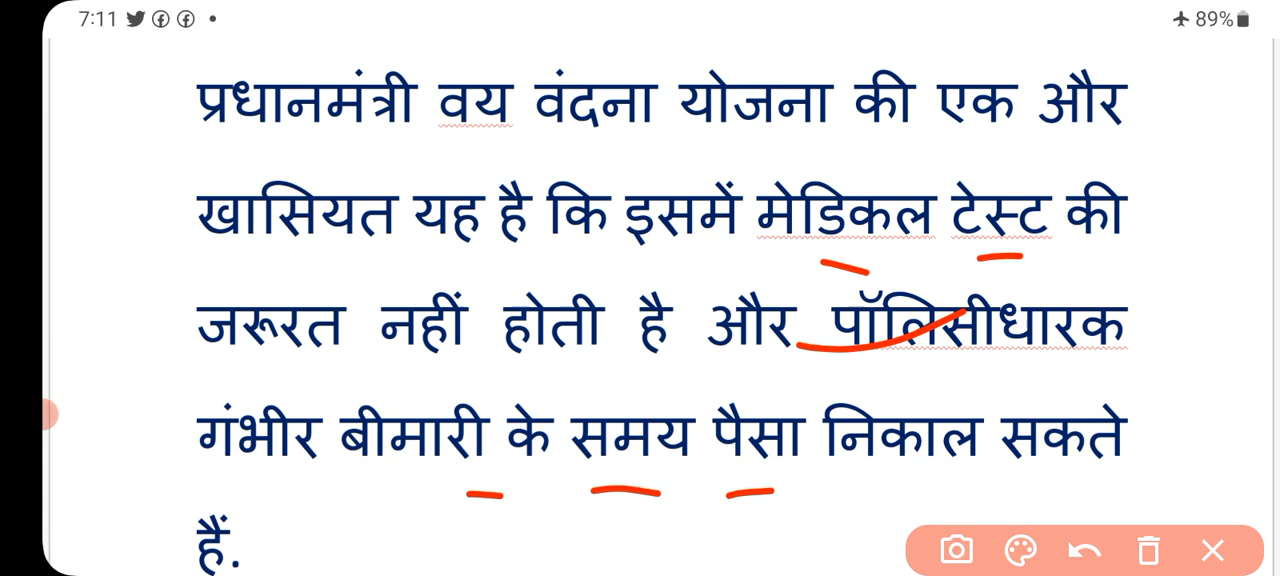 7:11 89%
प्रधानमंत्री वय वंदना योजना की एक और
खासियत यह है कि इसमें मेडिकल टेस्ट की
जरूरत नहीं होती है और पॉलिसीधारक
गंभीर बीमारी के समय पैसा निकाल सकते
हैं.